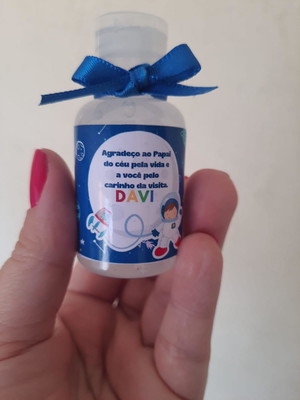 Agradeço ao Papai
do céu pela vida e
a você pelo
carinho da visita.
DAVI